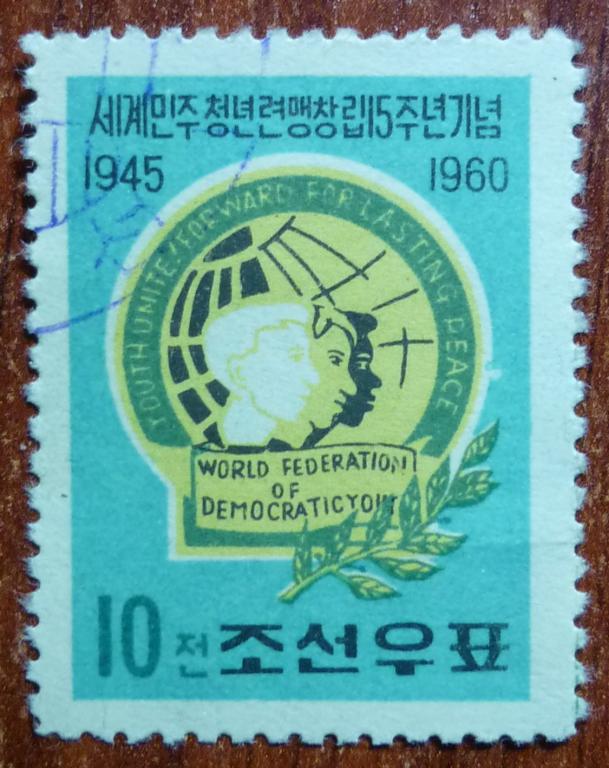 세계민주청년련맹창립15주년기념
1945 1960
YOUTH UNITE! FORWARD FOR LASTING PEACE
WORLD FEDERATION
OF
DEMOCRATIC YOU
10 전 조선우표